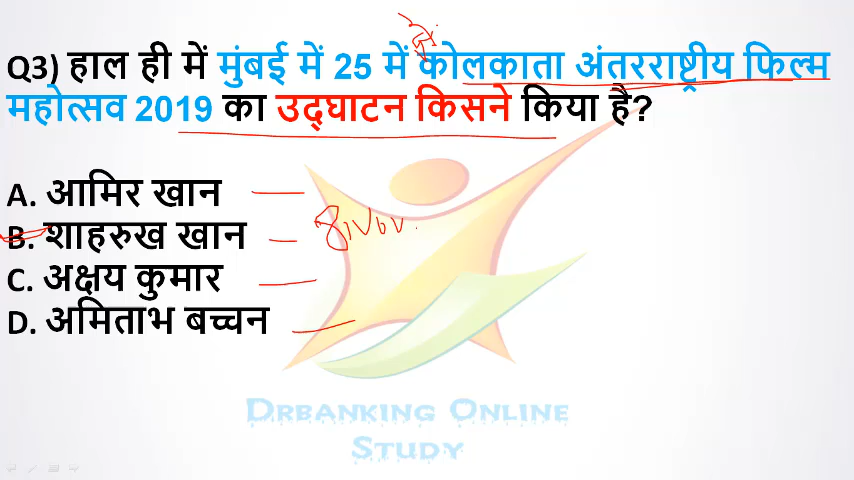 Q3) हाल ही में मुंबई में 25 में कोलकाता अंतरराष्ट्रीय फिल्म
महोत्सव 2019 का उद्घाटन किसने किया है?
A. आमिर खान
B. शाहरुख खान
C. अक्षय कुमार
D. अमिताभ बच्चन
DRBANKING ONLINE
STUDY